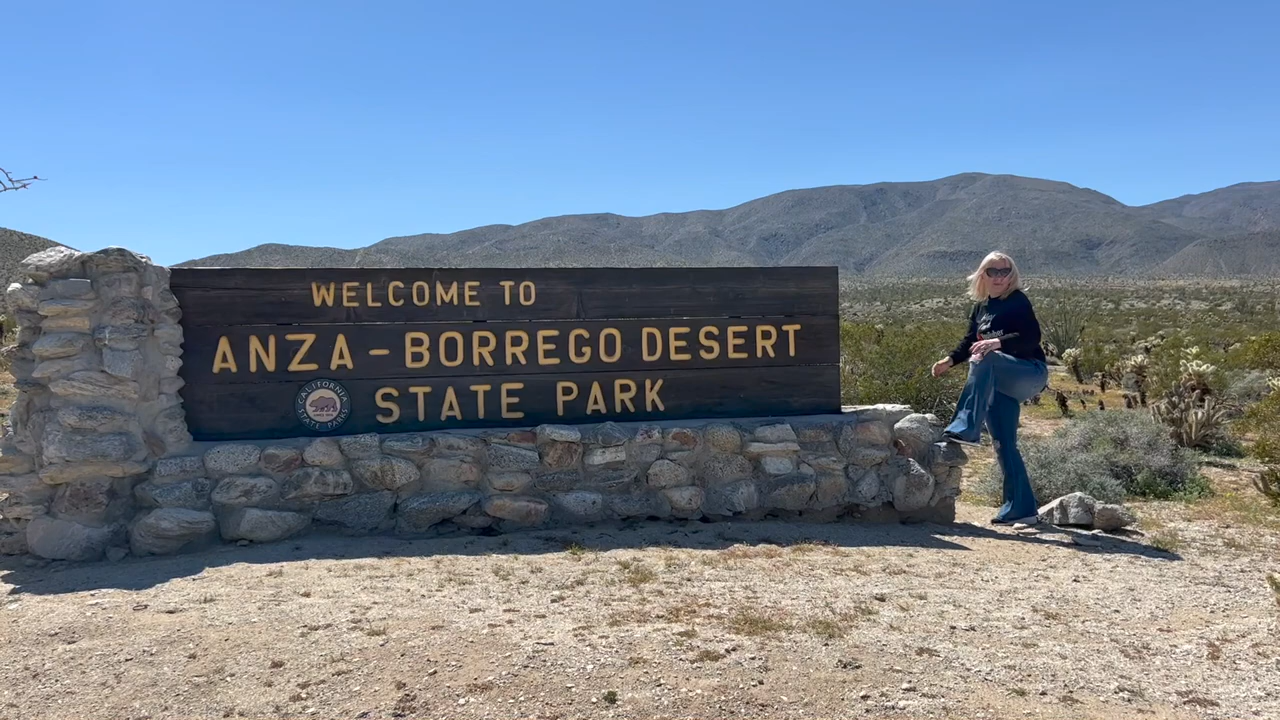 WELCOME TO
ANZA-BORREGO DESERT
STATE PARK
CALIFORNIA
STATE PARKS